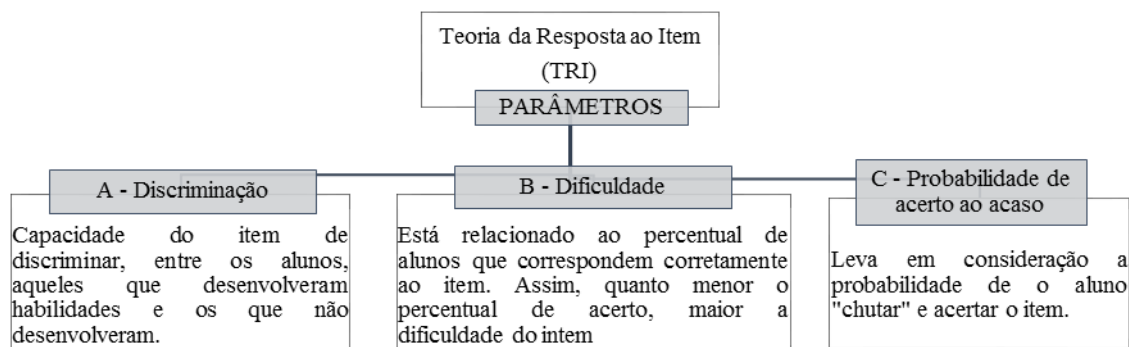 Teoria da Resposta ao Item
(TRI)
PARÂMETROS
A - Discriminação
Capacidade do item de
discriminar, entre os alunos,
aqueles que desenvolveram
habilidades e os que não
desenvolveram.
B - Dificuldade
Está relacionado ao percentual de
alunos que correspondem corretamente
ao item. Assim, quanto menor o
percentual de acerto, maior a
dificuldade do intem
C - Probabilidade de
acerto ao acaso
Leva em consideração a
probabilidade de o aluno
"chutar" e acertar o item.